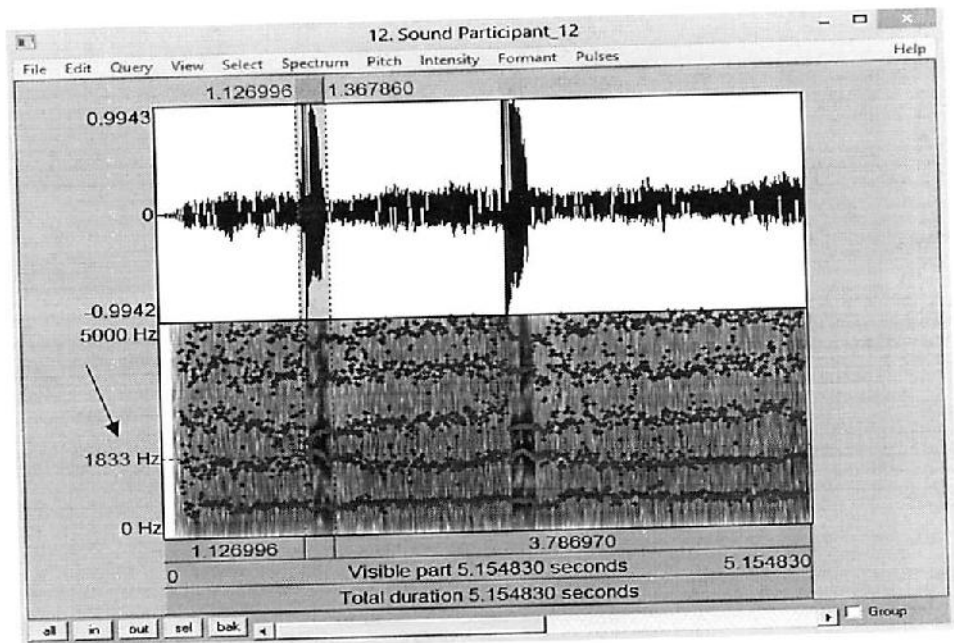 12. Sound Participant_12
File Edit Query View Select Spectrum Pitch Intensity Formant Pulses Help
1.126996 1.367860
0.9943
0
-0.9942
5000 Hz
1833 Hz
0 Hz
1.126996 3.786970
0 Visible part 5.154830 seconds 5.154830
Total duration 5.154830 seconds
all in out sel bak Group